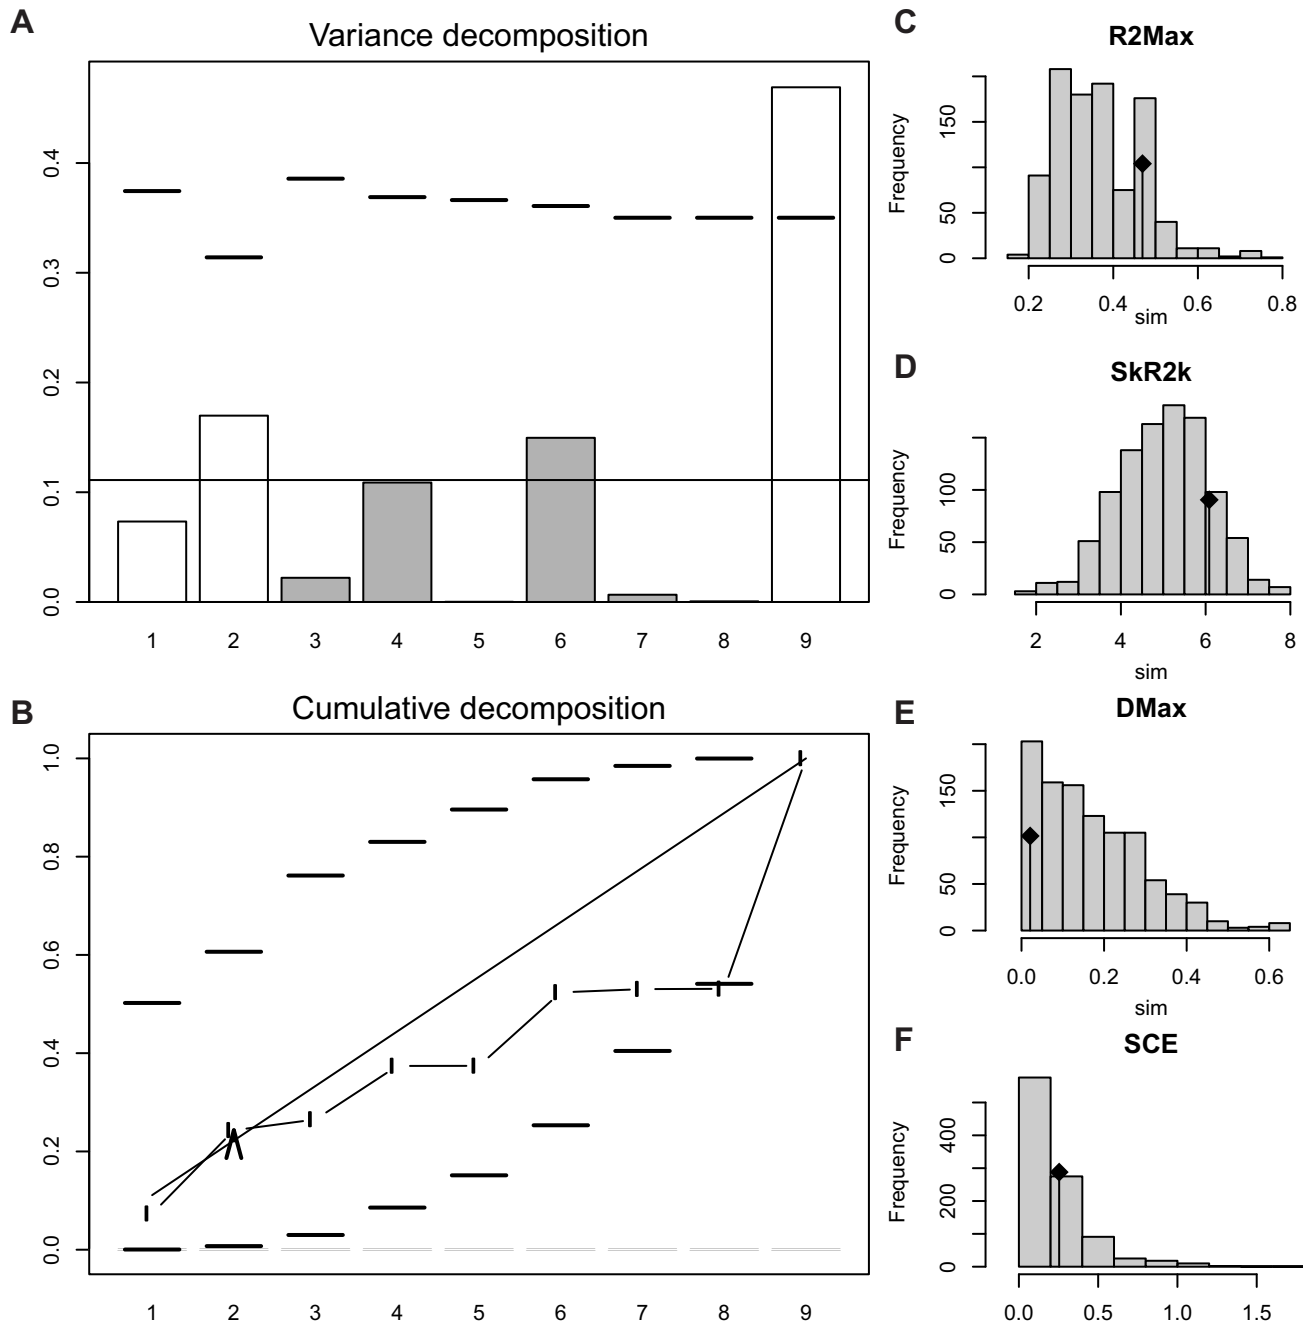 A
Variance decomposition
0.0 0.1 0.2 0.3 0.4
1 2 3 4 5 6 7 8 9
B
Cumulative decomposition
0.0 0.2 0.4 0.6 0.8 1.0
1 2 3 4 5 6 7 8 9
C
R2Max
Frequency
0 50 150
0.2 0.4 0.6 0.8
sim
D
SkR2k
Frequency
0 50 100
2 4 6 8
sim
E
DMax
Frequency
0 50 150
0.0 0.2 0.4 0.6
sim
F
SCE
Frequency
0 200 400
0.0 0.5 1.0 1.5